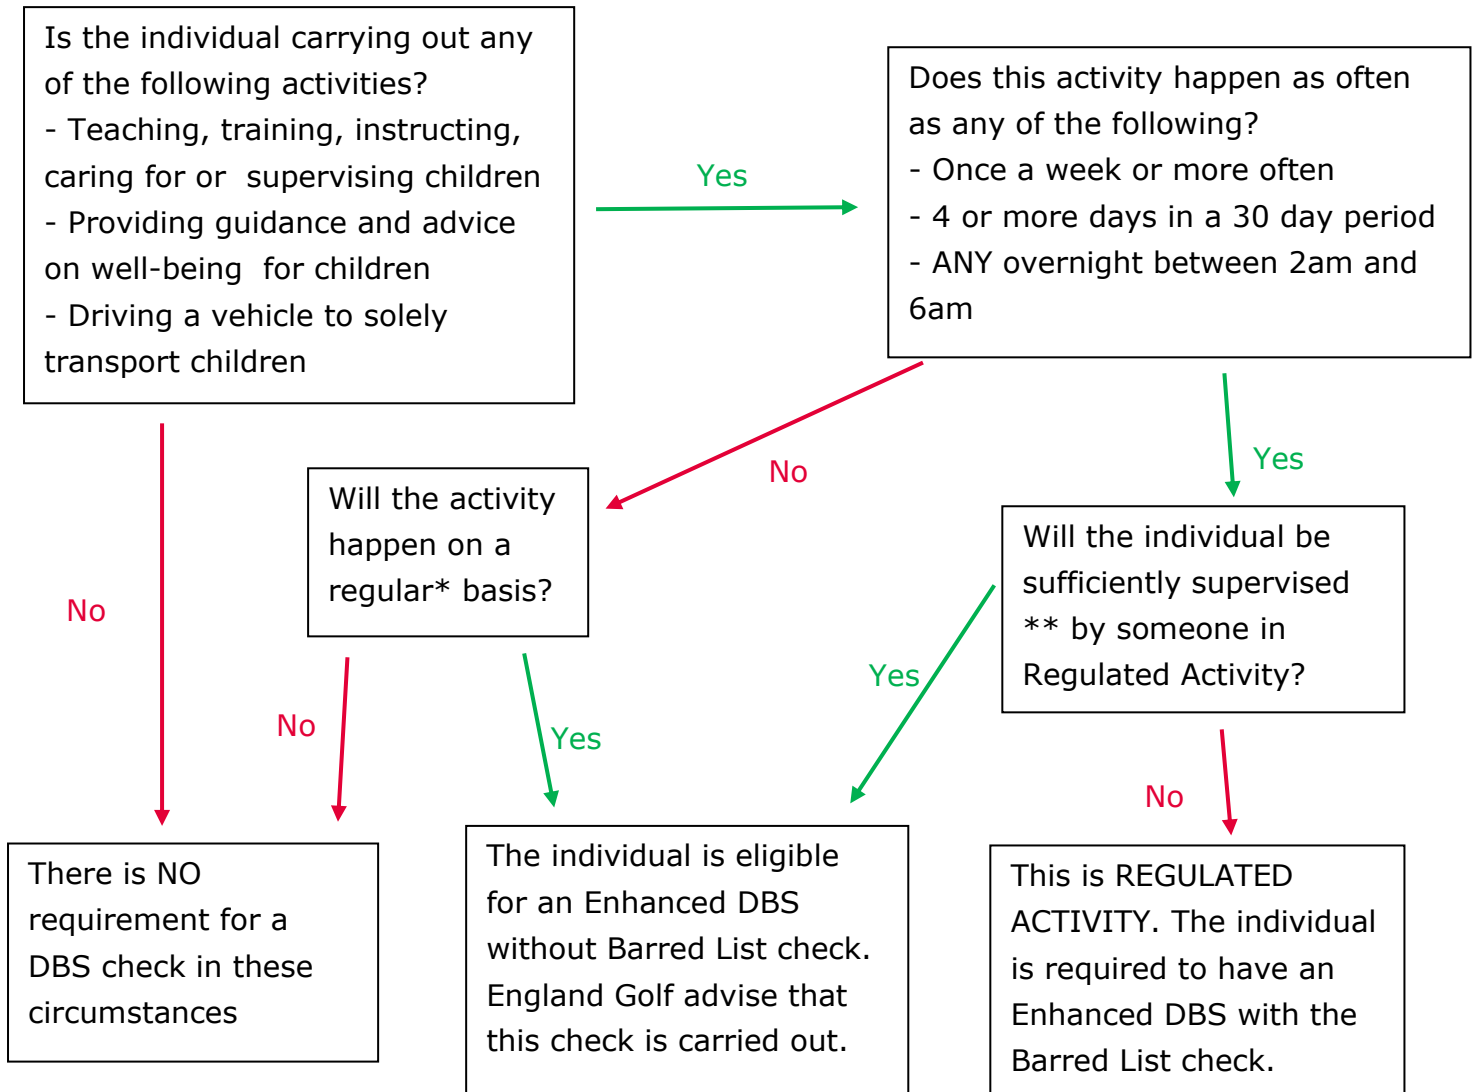 Is the individual carrying out any
of the following activities?
- Teaching, training, instructing,
caring for or  supervising children
- Providing guidance and advice
on well-being  for children
- Driving a vehicle to solely
transport children
Yes
Does this activity happen as often
as any of the following?
- Once a week or more often
- 4 or more days in a 30 day period
- ANY overnight between 2am and
6am
No
No
Yes
Will the activity
happen on a
regular* basis?
Will the individual be
sufficiently supervised
** by someone in
Regulated Activity?
No
Yes
Yes
No
There is NO
requirement for a
DBS check in these
circumstances
The individual is eligible
for an Enhanced DBS
without Barred List check.
England Golf advise that
this check is carried out.
This is REGULATED
ACTIVITY. The individual
is required to have an
Enhanced DBS with the
Barred List check.